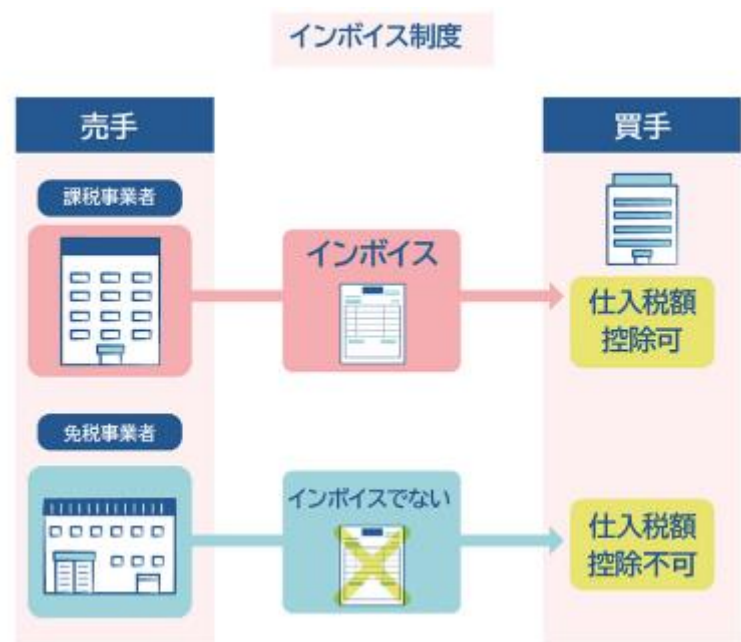 インボイス制度
売手
買手
課税事業者
インボイス
仕入税額
控除可
免税事業者
インボイスでない
仕入税額
控除不可